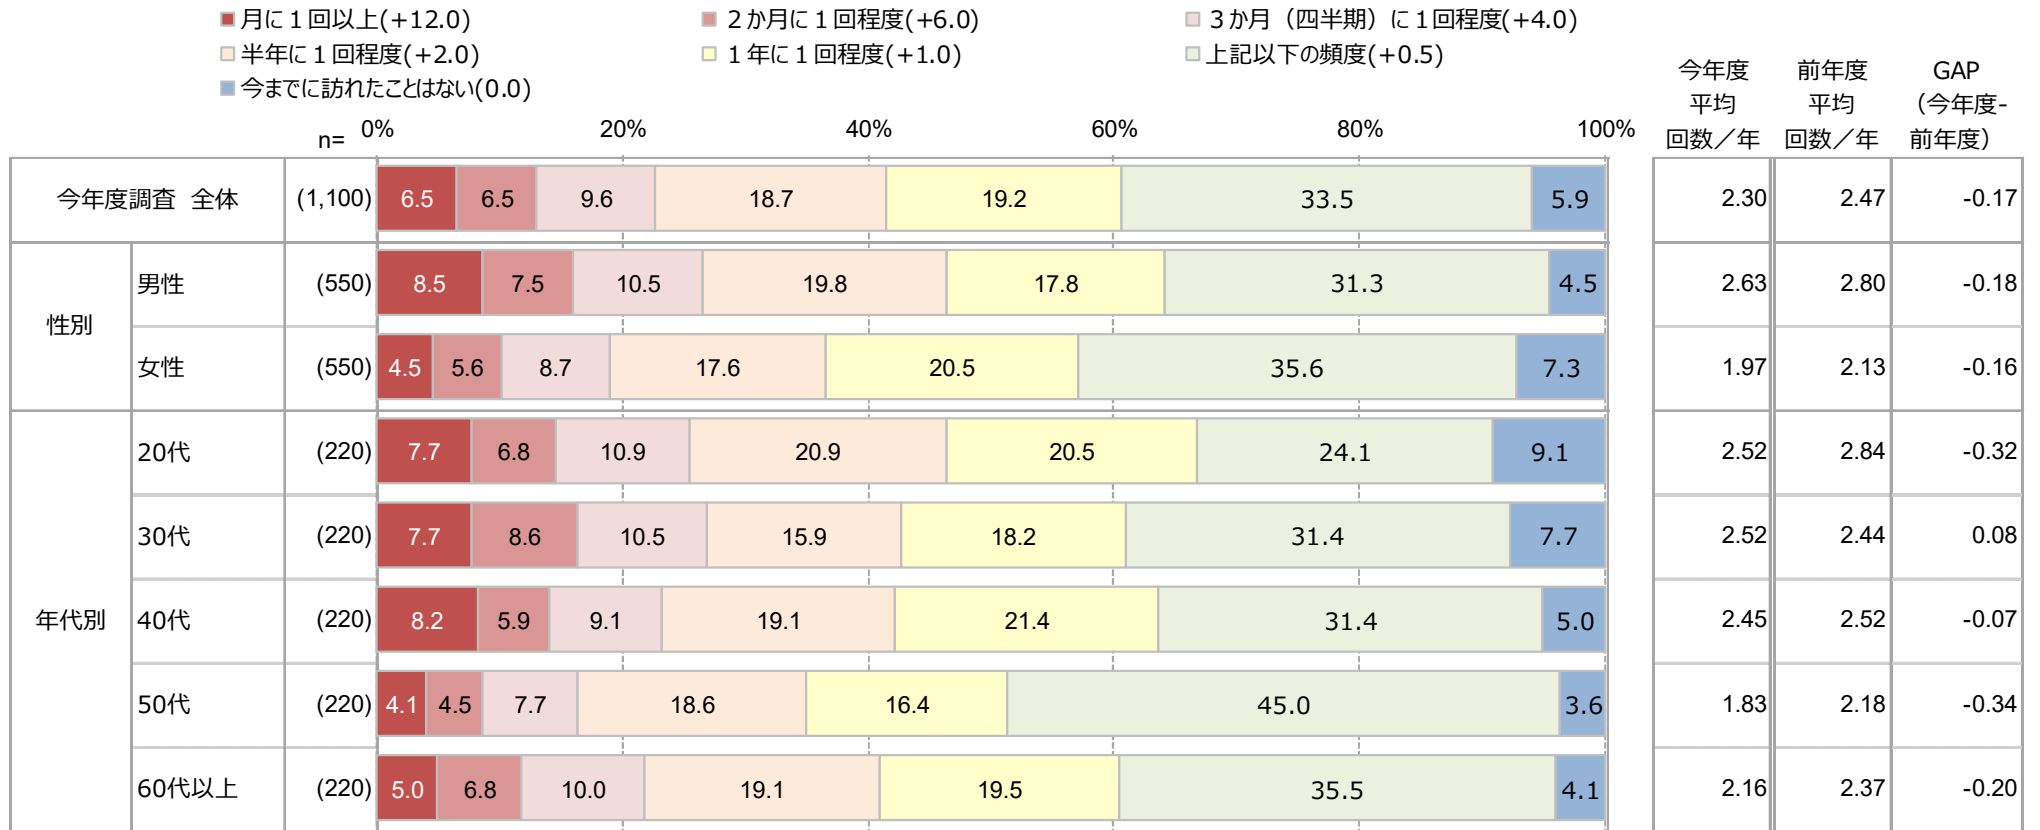 月に１回以上(+12.0) ２か月に１回程度(+6.0) ３か月（四半期）に１回程度(+4.0)
半年に１回程度(+2.0) １年に１回程度(+1.0) 上記以下の頻度(+0.5)
今までに訪れたことはない(0.0)
今年度 前年度 GAP
平均 平均 （今年度-
回数／年 回数／年 前年度）
n= 0% 20% 40% 60% 80% 100%
今年度調査 全体 (1,100) 6.5 6.5 9.6 18.7 19.2 33.5 5.9 2.30 2.47 -0.17
性別
男性 (550) 8.5 7.5 10.5 19.8 17.8 31.3 4.5 2.63 2.80 -0.18
女性 (550) 4.5 5.6 8.7 17.6 20.5 35.6 7.3 1.97 2.13 -0.16
年代別
20代 (220) 7.7 6.8 10.9 20.9 20.5 24.1 9.1 2.52 2.84 -0.32
30代 (220) 7.7 8.6 10.5 15.9 18.2 31.4 7.7 2.52 2.44 0.08
40代 (220) 8.2 5.9 9.1 19.1 21.4 31.4 5.0 2.45 2.52 -0.07
50代 (220) 4.1 4.5 7.7 18.6 16.4 45.0 3.6 1.83 2.18 -0.34
60代以上 (220) 5.0 6.8 10.0 19.1 19.5 35.5 4.1 2.16 2.37 -0.20